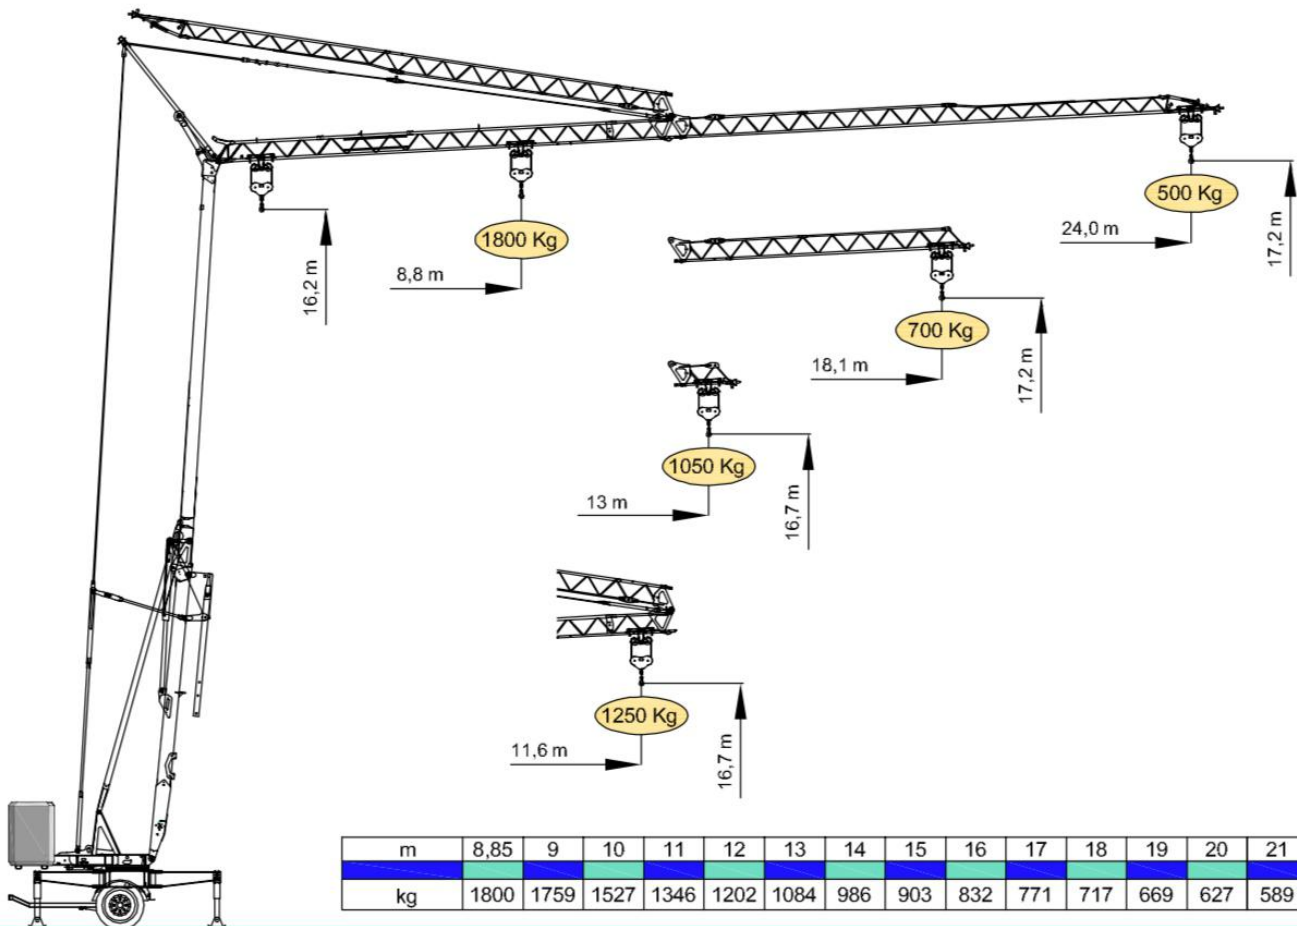 500 Kg
24,0 m
17,2 m
1800 Kg
8,8 m
16,2 m
700 Kg
18,1 m
17,2 m
1050 Kg
13 m
16,7 m
1250 Kg
11,6 m
16,7 m
m 8,85 9 10 11 12 13 14 15 16 17 18 19 20 21
kg 1800 1759 1527 1346 1202 1084 986 903 832 771 717 669 627 589